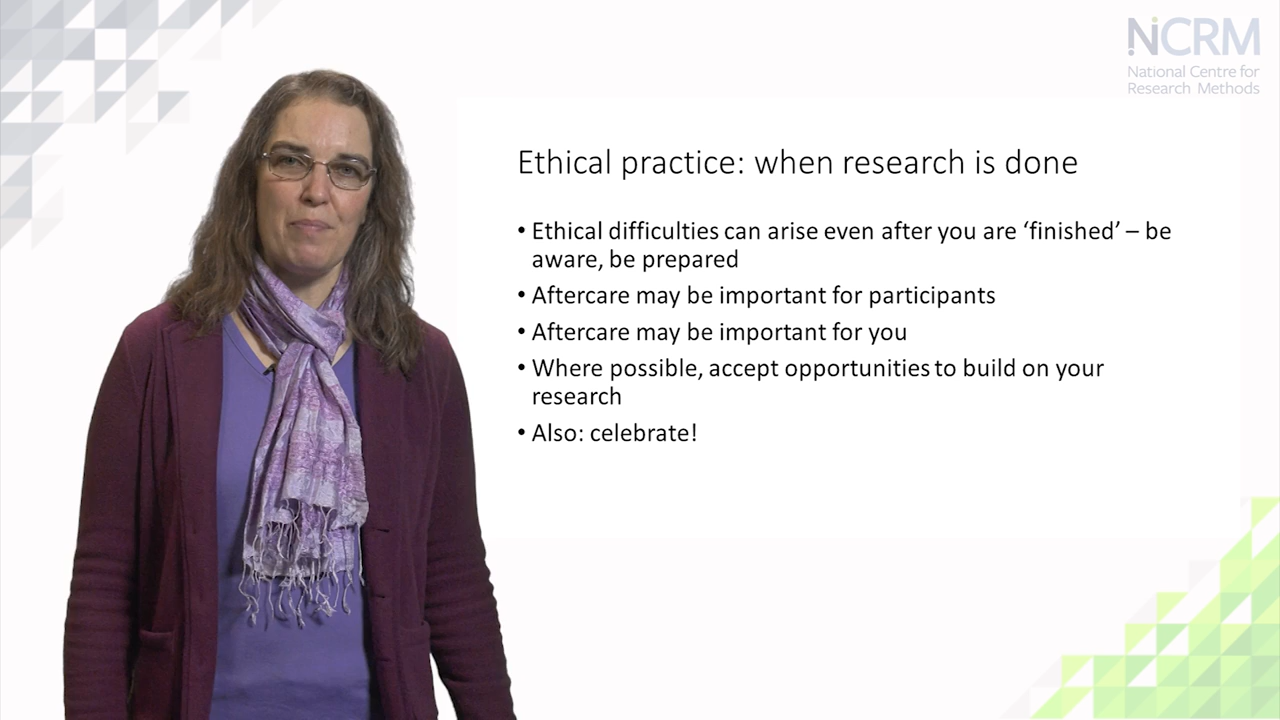 NCRM
National Centre for
Research Methods
Ethical practice: when research is done
• Ethical difficulties can arise even after you are ‘finished’ – be
aware, be prepared
• Aftercare may be important for participants
• Aftercare may be important for you
• Where possible, accept opportunities to build on your
research
• Also: celebrate!